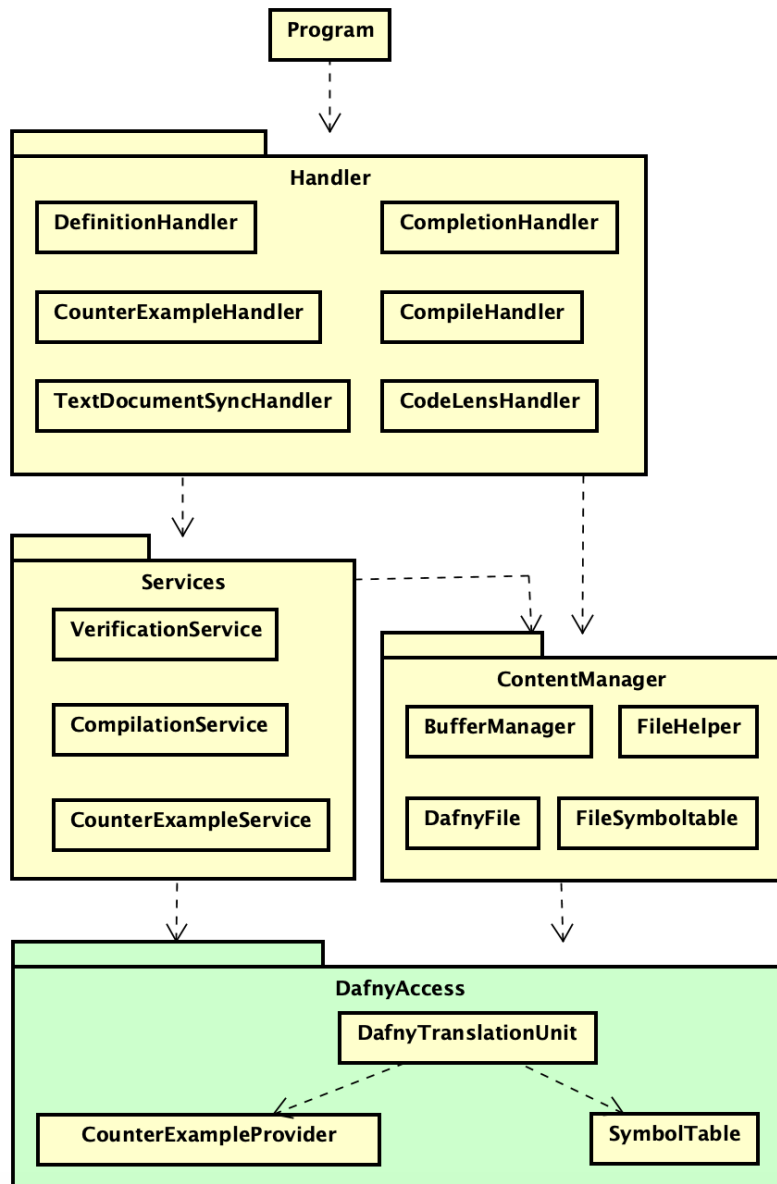 Program
Handler
DefinitionHandler
CompletionHandler
CounterExampleHandler
CompileHandler
TextDocumentSyncHandler
CodeLensHandler
Services
VerificationService
CompilationService
CounterExampleService
ContentManager
BufferManager
FileHelper
DafnyFile
FileSymboltable
DafnyAccess
DafnyTranslationUnit
CounterExampleProvider
SymbolTable